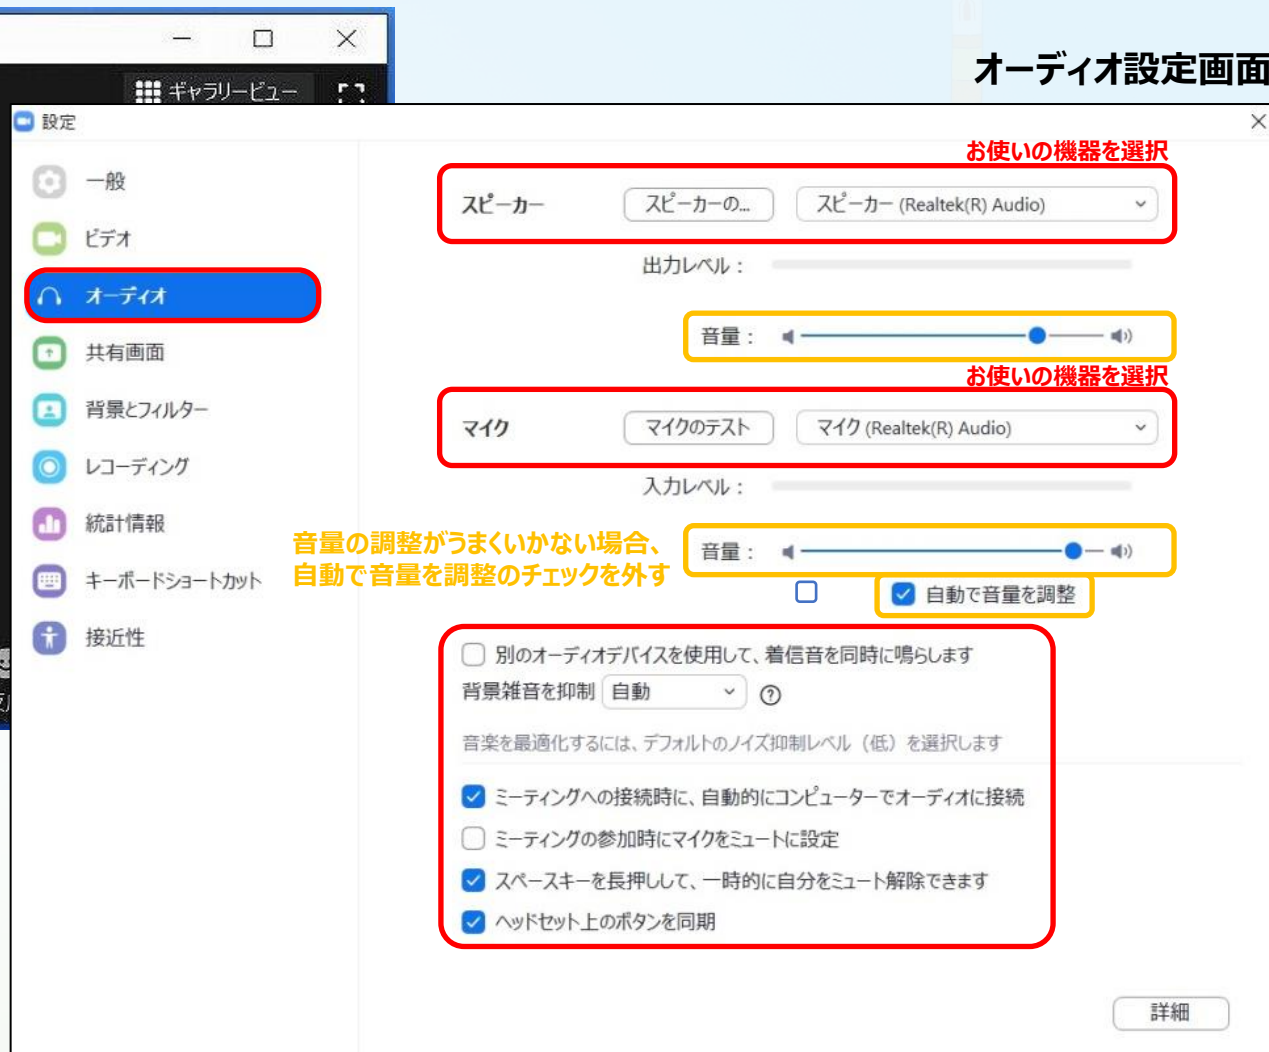 オーディオ設定画面
ギャラリービュー
設定
お使いの機器を選択
一般
ビデオ
オーディオ
共有画面
背景とフィルター
レコーディング
統計情報
キーボードショートカット
接近性
スピーカー スピーカーの... スピーカー (Realtek(R) Audio)
出力レベル：
音量：
お使いの機器を選択
マイク マイクのテスト マイク (Realtek(R) Audio)
入力レベル：
音量の調整がうまくいかない場合、
自動で音量を調整のチェックを外す
音量：
自動で音量を調整
別のオーディオデバイスを使用して、着信音を同時に鳴らします
背景雑音を抑制 自動
音楽を最適化するには、デフォルトのノイズ抑制レベル（低）を選択します
ミーティングへの接続時に、自動的にコンピューターでオーディオに接続
ミーティングの参加時にマイクをミュートに設定
スペースキーを長押しして、一時的に自分をミュート解除できます
ヘッドセット上のボタンを同期
詳細